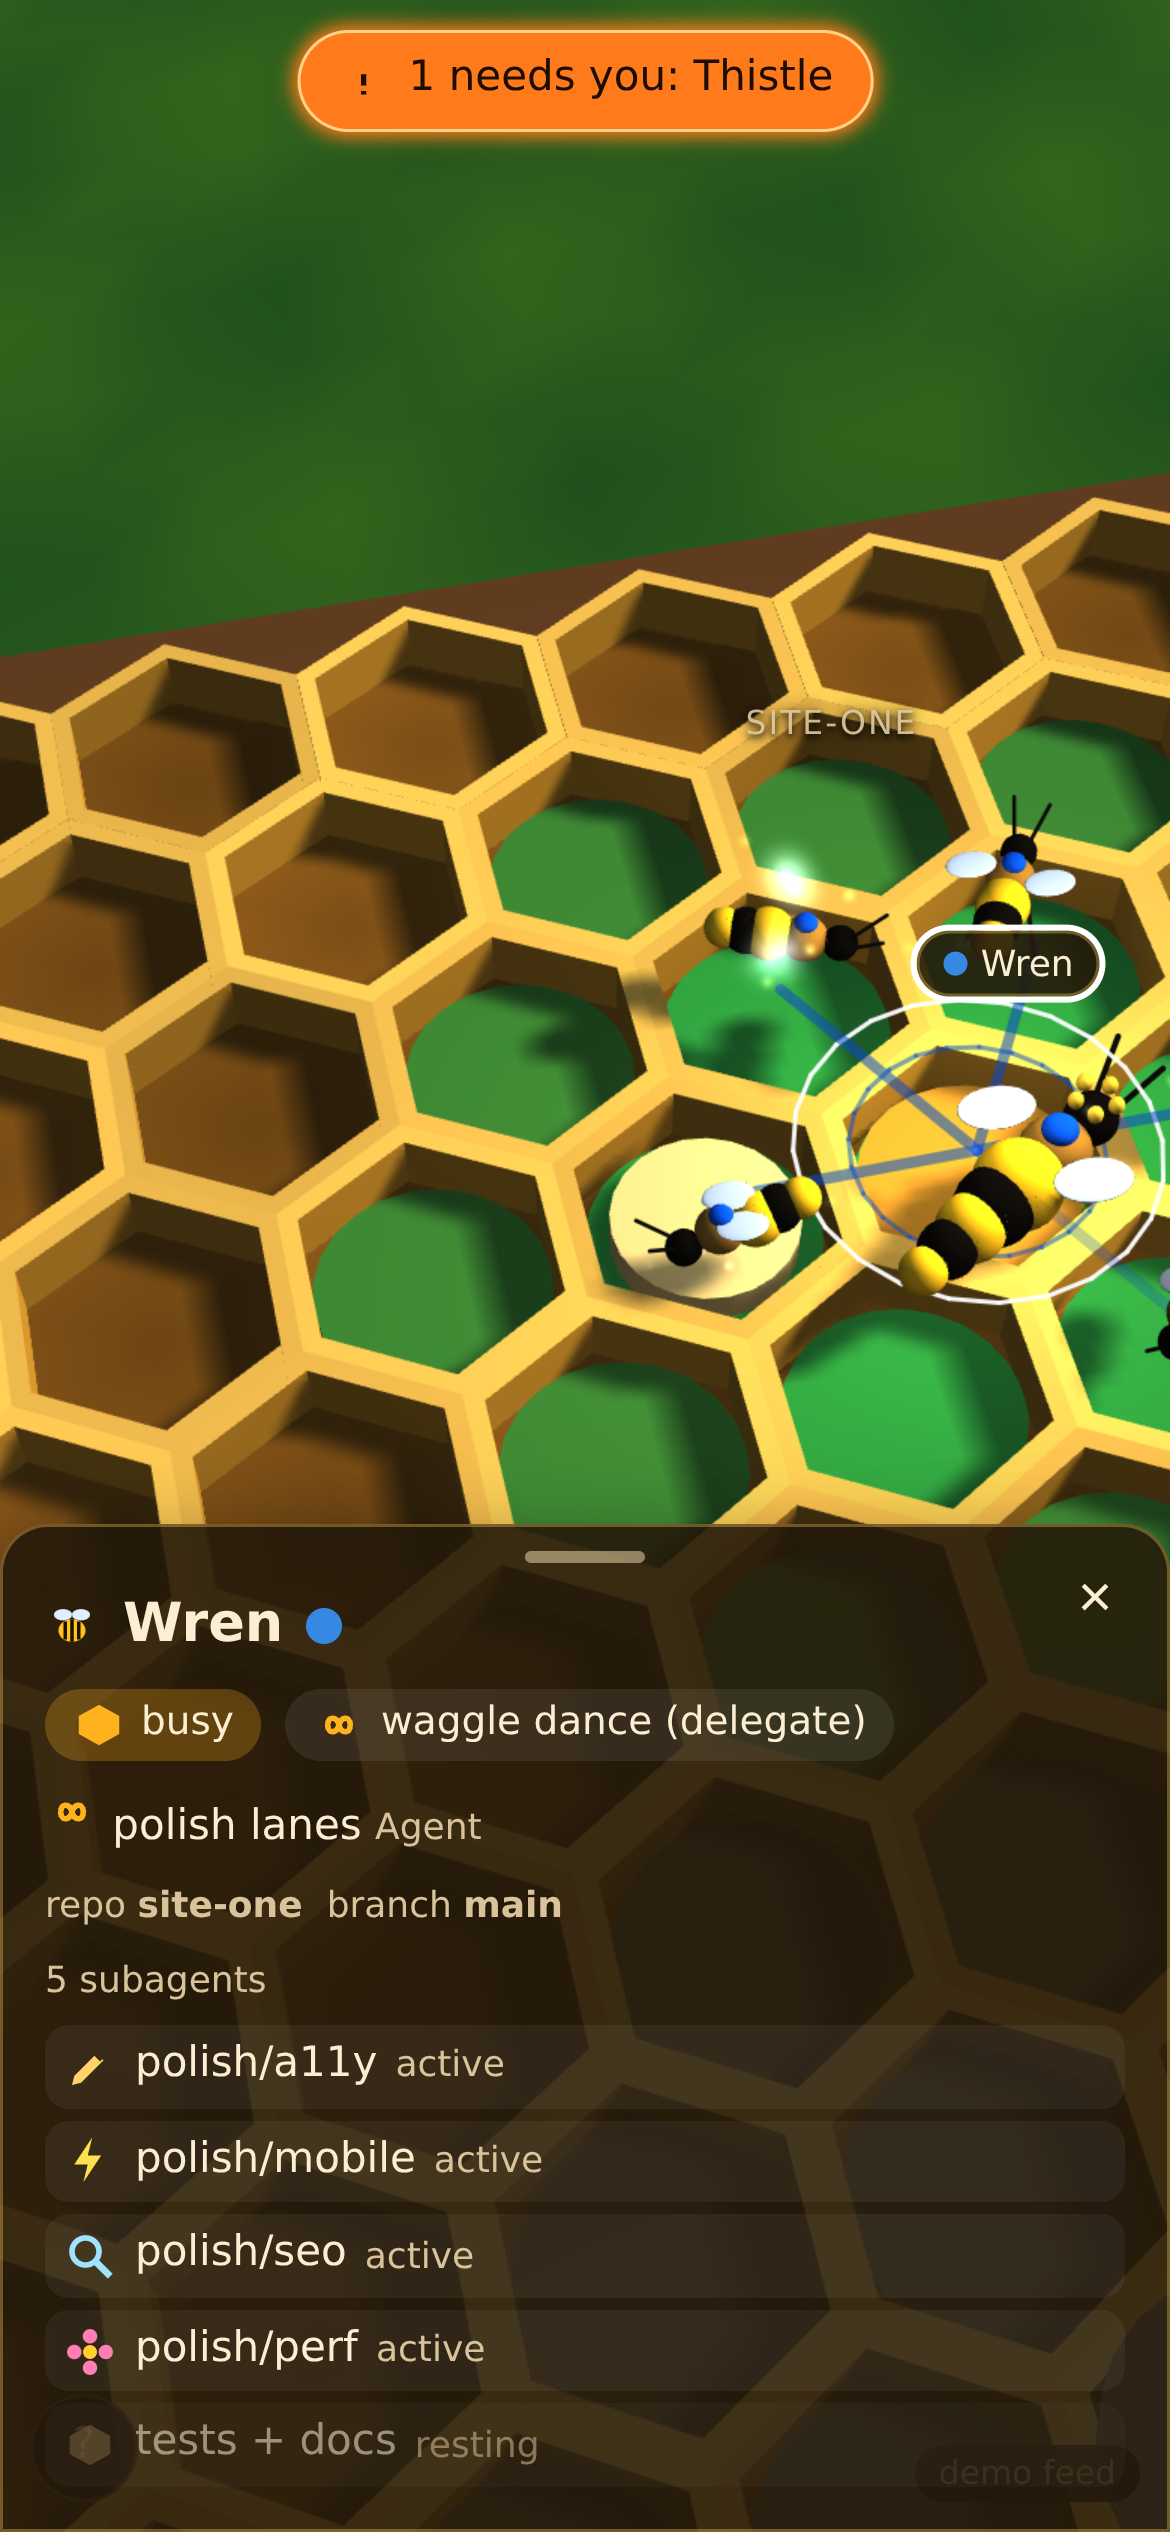 ! 1 needs you: Thistle
SITE-ONE
Wren
Wren
busy
waggle dance (delegate)
polish lanes Agent
repo site-one branch main
5 subagents
polish/a11y active
polish/mobile active
polish/seo active
polish/perf active
? tests + docs resting
demo feed